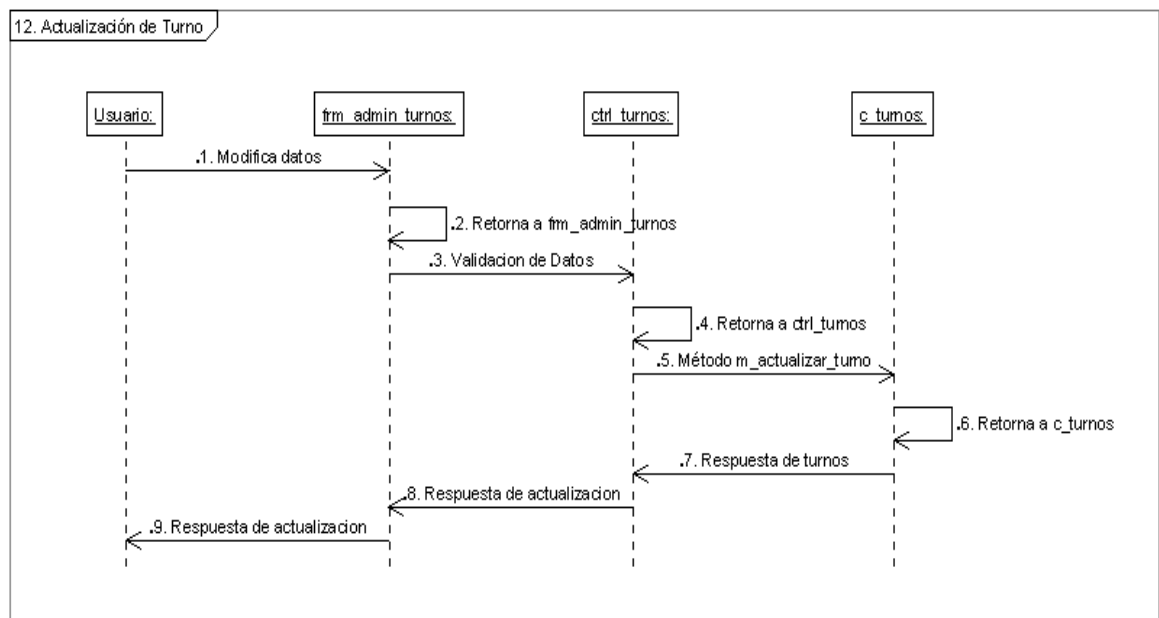 12. Actualización de Turno
Usuario:
frm_admin_turnos:
ctrl_turnos:
c_turnos:
.1. Modifica datos
.2. Retorna a frm_admin_turnos
.3. Validacion de Datos
.4. Retorna a ctrl_turnos
.5. Método m_actualizar_turno
.6. Retorna a c_turnos
.7. Respuesta de turnos
.8. Respuesta de actualizacion
.9. Respuesta de actualizacion